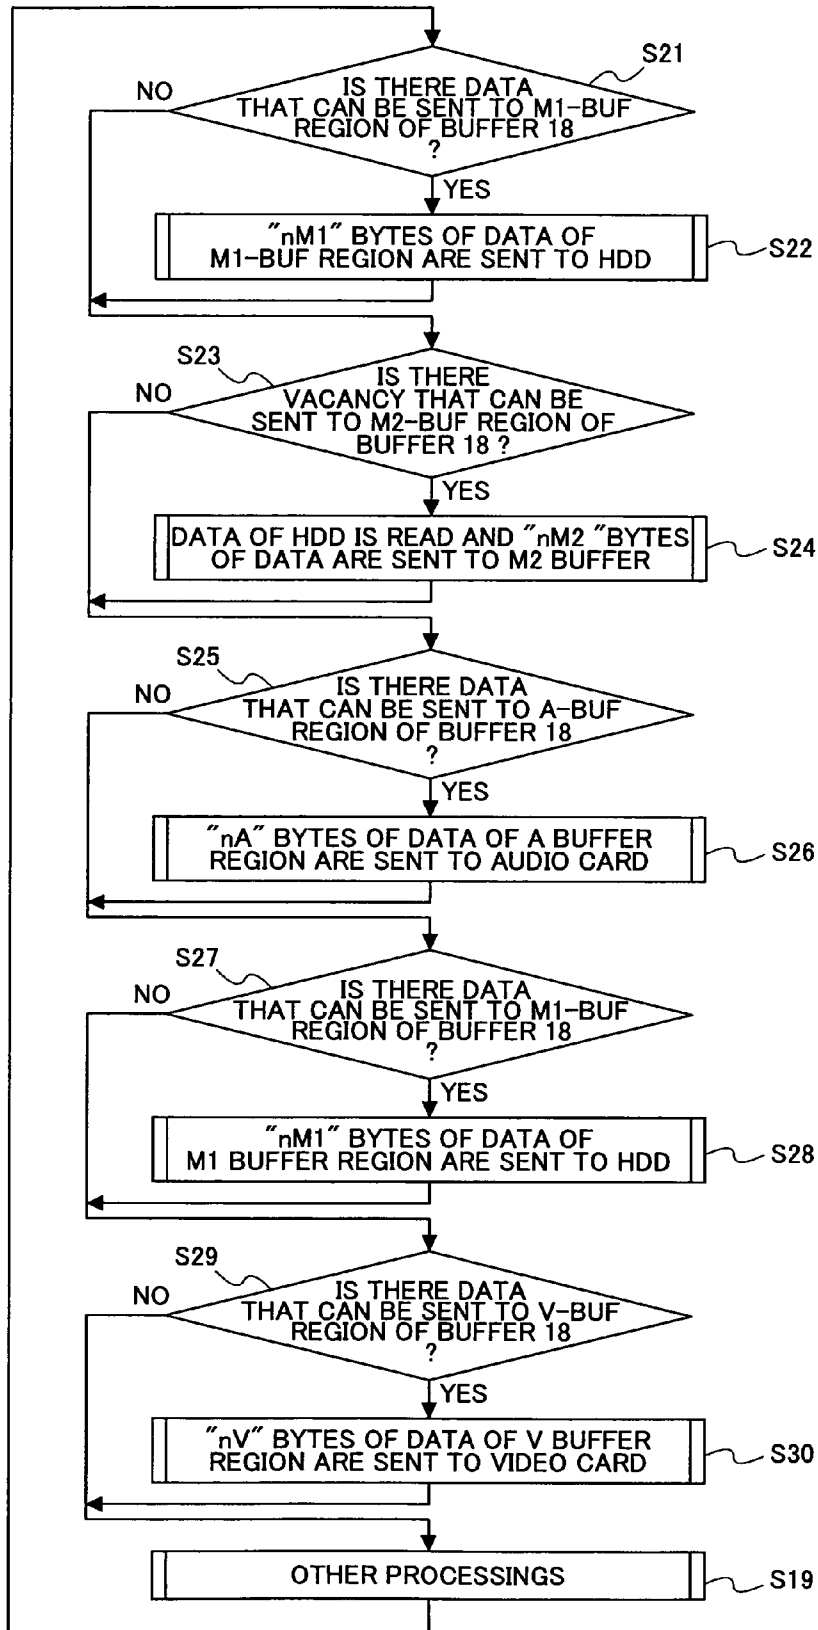 S21
IS THERE DATA
NO
THAT CAN BE SENT TO M1-BUF
REGION OF BUFFER 18
?
YES
"nM1" BYTES OF DATA OF
M1-BUF REGION ARE SENT TO HDD
S22
S23
IS THERE
NO
VACANCY THAT CAN BE
SENT TO M2-BUF REGION OF
BUFFER 18 ?
YES
DATA OF HDD IS READ AND "nM2 "BYTES
OF DATA ARE SENT TO M2 BUFFER
S24
S25
IS THERE DATA
NO
THAT CAN BE SENT TO A-BUF
REGION OF BUFFER 18
?
YES
"nA" BYTES OF DATA OF A BUFFER
REGION ARE SENT TO AUDIO CARD
S26
S27
IS THERE DATA
NO
THAT CAN BE SENT TO M1-BUF
REGION OF BUFFER 18
?
YES
"nM1" BYTES OF DATA OF
M1 BUFFER REGION ARE SENT TO HDD
S28
S29
IS THERE DATA
NO
THAT CAN BE SENT TO V-BUF
REGION OF BUFFER 18
?
YES
"nV" BYTES OF DATA OF V BUFFER
REGION ARE SENT TO VIDEO CARD
S30
OTHER PROCESSINGS
S19